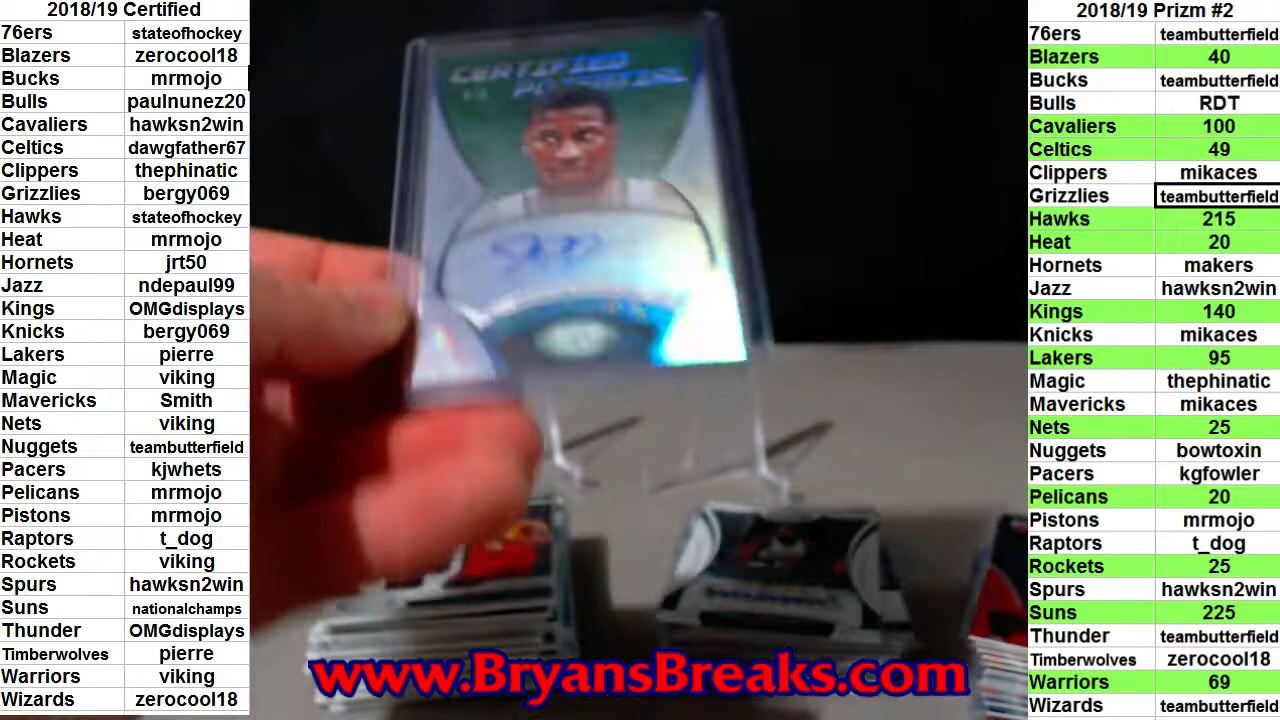 2018/19 Certified
76ers stateofhockey
Blazers zerocool18
Bucks mrmojo
Bulls paulnunez20
Cavaliers hawksn2win
Celtics dawgfather67
Clippers thephinatic
Grizzlies bergy069
Hawks stateofhockey
Heat mrmojo
Hornets jrt50
Jazz ndepaul99
Kings OMGdisplays
Knicks bergy069
Lakers pierre
Magic viking
Mavericks Smith
Nets viking
Nuggets teambutterfield
Pacers kjwhets
Pelicans mrmojo
Pistons mrmojo
Raptors t_dog
Rockets viking
Spurs hawksn2win
Suns nationalchamps
Thunder OMGdisplays
Timberwolves pierre
Warriors viking
Wizards zerocool18
CERTIFIED
www.BryansBreaks.com
2018/19 Prizm #2
76ers teambutterfield
Blazers 40
Bucks teambutterfield
Bulls RDT
Cavaliers 100
Celtics 49
Clippers mikaces
Grizzlies teambutterfield
Hawks 215
Heat 20
Hornets makers
Jazz hawksn2win
Kings 140
Knicks mikaces
Lakers 95
Magic thephinatic
Mavericks mikaces
Nets 25
Nuggets bowtoxin
Pacers kgfowler
Pelicans 20
Pistons mrmojo
Raptors t_dog
Rockets 25
Spurs hawksn2win
Suns 225
Thunder teambutterfield
Timberwolves zerocool18
Warriors 69
Wizards teambutterfield